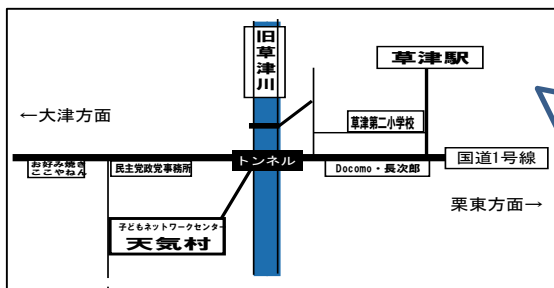 旧草津川
草津駅
←大津方面
草津第二小学校
お好み焼き
ここやねん
民主党政党事務所
トンネル
Docomo・長次郎
国道1号線
栗東方面→
子どもネットワークセンター
天気村